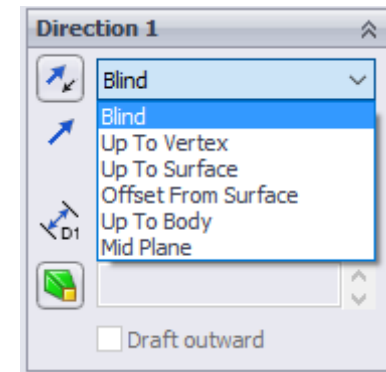 Direction 1
Blind
Blind
Up To Vertex
Up To Surface
Offset From Surface
Up To Body
Mid Plane
D1
Draft outward